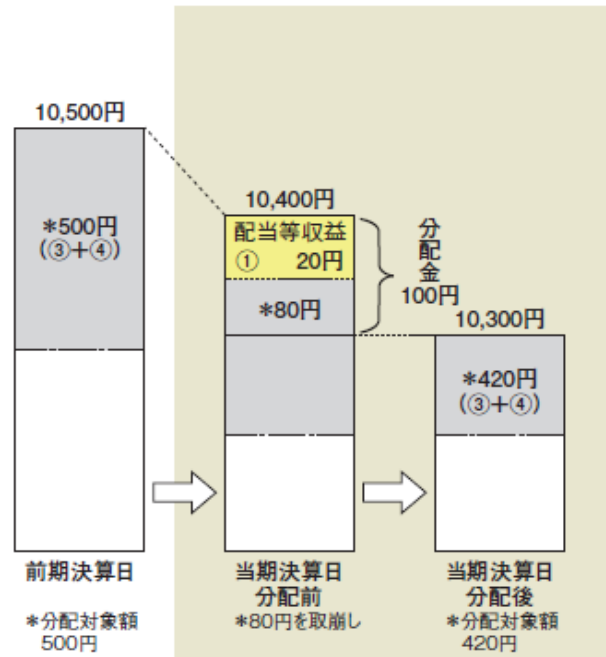 10,500円
*500円
(③+④)
前期決算日
*分配対象額
500円
10,400円
配当等収益
① 20円
*80円
分配金
100円
当期決算日
分配前
*80円を取崩し
10,300円
*420円
(③+④)
当期決算日
分配後
*分配対象額
420円